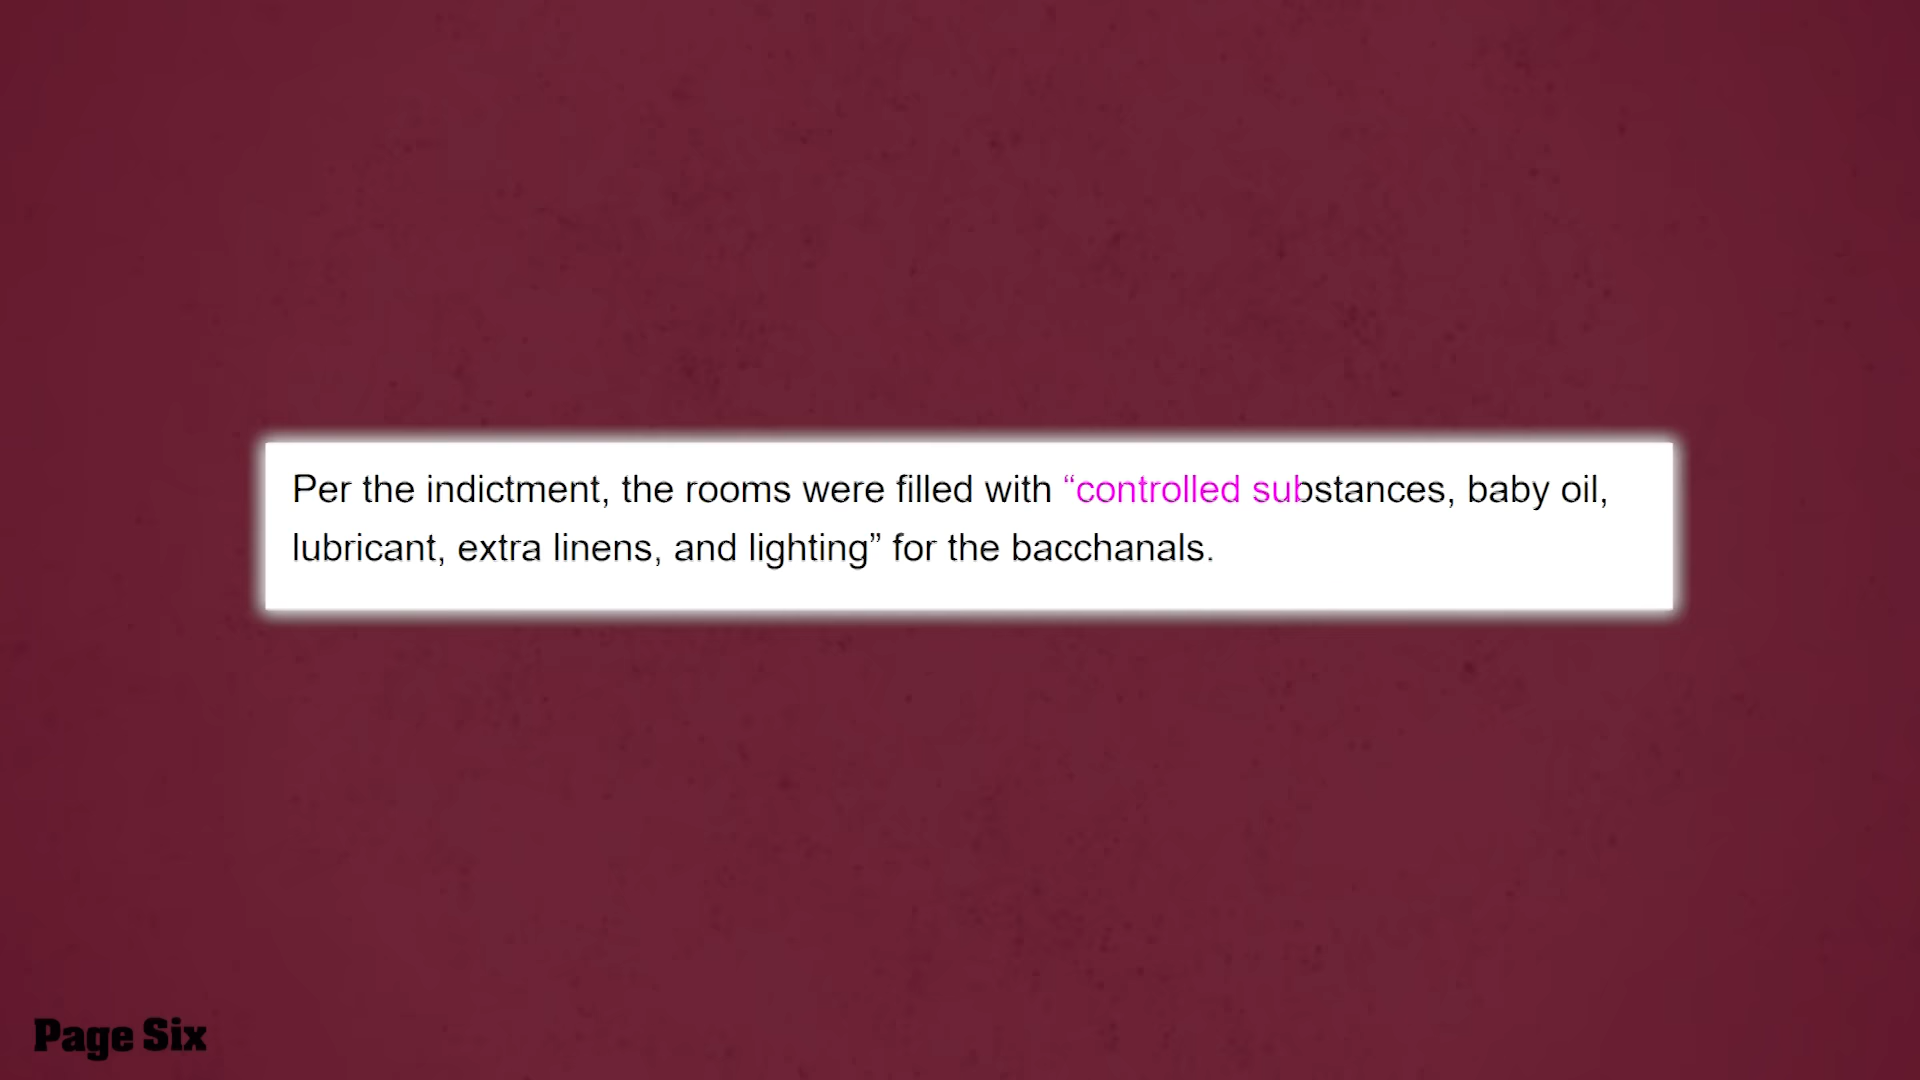 Per the indictment, the rooms were filled with “controlled substances, baby oil,
lubricant, extra linens, and lighting” for the bacchanals.
Page Six